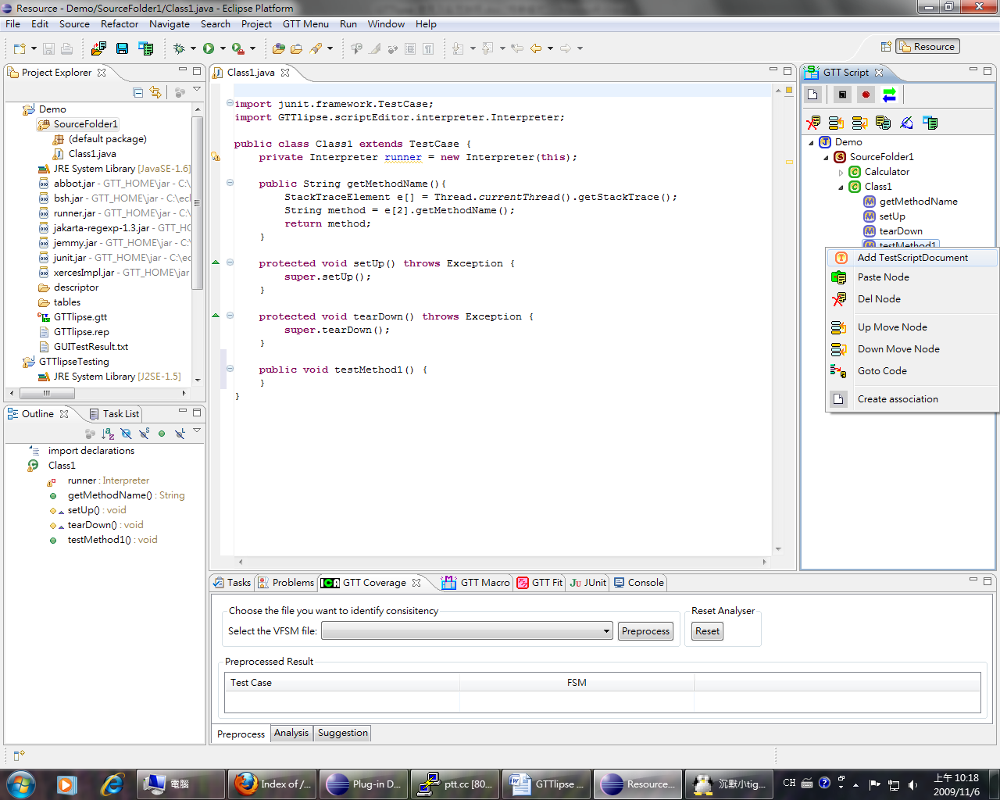 Resource - Demo/SourceFolder1/Class1.java - Eclipse Platform
File Edit Source Refactor Navigate Search Project GTT Menu Run Window Help
Resource
Project Explorer
Demo
SourceFolder1
(default package)
Class1.java
JRE System Library [JavaSE-1.6]
abbot.jar - GTT_HOME\jar - C:\
bsh.jar - GTT_HOME\jar - C:\ecl
runner.jar - GTT_HOME\jar - C:\
jakarta-regexp-1.3.jar - GTT_HO
jemmy.jar - GTT_HOME\jar - C:\
junit.jar - GTT_HOME\jar - C:\ec
xercesImpl.jar - GTT_HOME\jar
descriptor
tables
GTTlipse.gtt
GTTlipse.rep
GUITestResult.txt
GTTlipseTesting
JRE System Library [J2SE-1.5]
Outline
Task List
import declarations
Class1
runner : Interpreter
getMethodName() : String
setUp() : void
tearDown() : void
testMethod1() : void
Class1.java
import junit.framework.TestCase;
import GTTlipse.scriptEditor.interpreter.Interpreter;
public class Class1 extends TestCase {
private Interpreter runner = new Interpreter(this);
public String getMethodName(){
StackTraceElement e[] = Thread.currentThread().getStackTrace();
String method = e[2].getMethodName();
return method;
}
protected void setUp() throws Exception {
super.setUp();
}
protected void tearDown() throws Exception {
super.tearDown();
}
public void testMethod1() {
}
}
GTT Script
Demo
SourceFolder1
Calculator
Class1
getMethodName
setUp
tearDown
testMethod1
Add TestScriptDocument
Paste Node
Del Node
Up Move Node
Down Move Node
Goto Code
Create association
Tasks Problems GTT Coverage GTT Macro GTT Fit JUnit Console
Choose the file you want to identify consisitency
Select the VFSM file:
Preprocess
Reset Analyser
Reset
Preprocessed Result
Test Case FSM
Preprocess Analysis Suggestion
電腦
Index of /...
Plug-in D...
ptt.cc [80...
GTTlipse ...
Resource...
沉默小tig...
CH
上午 10:18
2009/11/6